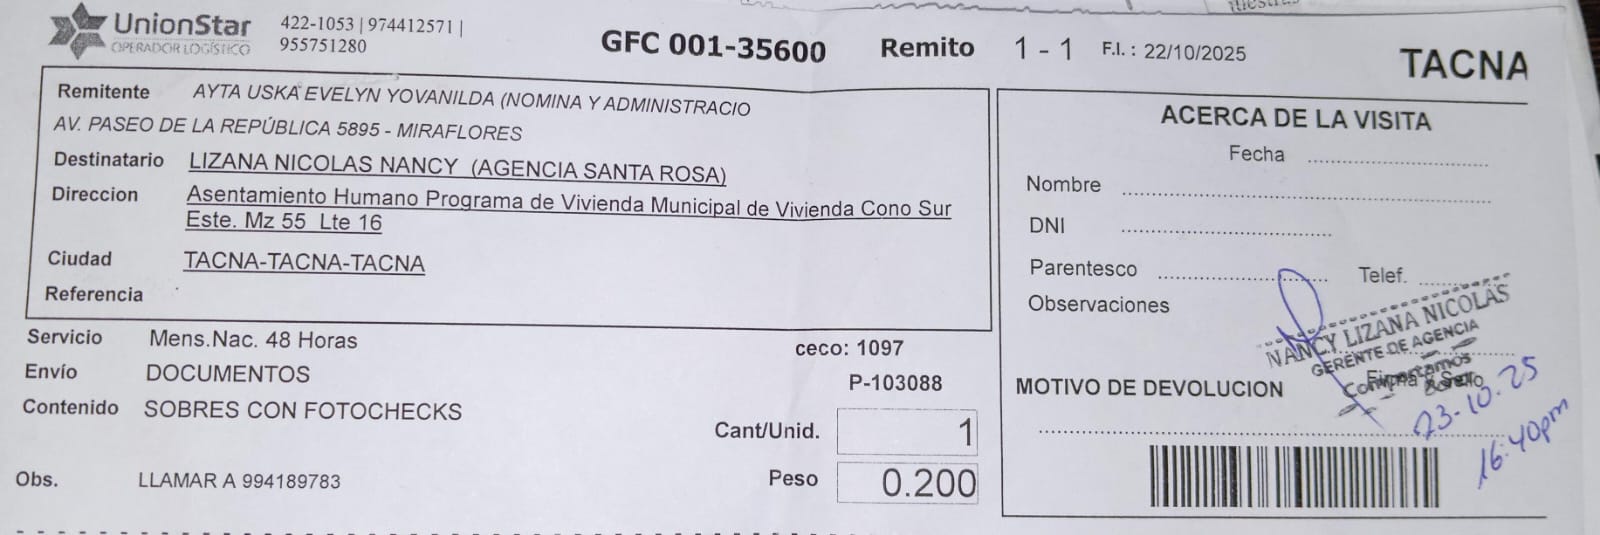 UnionStar
OPERADOR LOGÍSTICO
422-1053 | 974412571 |
955751280
GFC 001-35600
Remito
1 - 1
F.I. : 22/10/2025
TACNA
Remitente AYTA USKA EVELYN YOVANILDA (NOMINA Y ADMINISTRACIO
AV. PASEO DE LA REPÚBLICA 5895 - MIRAFLORES
Destinatario LIZANA NICOLAS NANCY (AGENCIA SANTA ROSA)
Direccion Asentamiento Humano Programa de Vivienda Municipal de Vivienda Cono Sur
Este. Mz 55 Lte 16
Ciudad TACNA-TACNA-TACNA
Referencia
Servicio Mens.Nac. 48 Horas
ceco: 1097
Envío DOCUMENTOS
P-103088
Contenido SOBRES CON FOTOCHECKS
Cant/Unid. 1
Peso 0.200
Obs. LLAMAR A 994189783
ACERCA DE LA VISITA
Fecha
Nombre
DNI
Parentesco
Telef.
Observaciones
NANCY LIZANA NICOLAS
GERENTE DE AGENCIA
Compartamos
Firma y Sello
MOTIVO DE DEVOLUCION
23-10-25
16:40pm